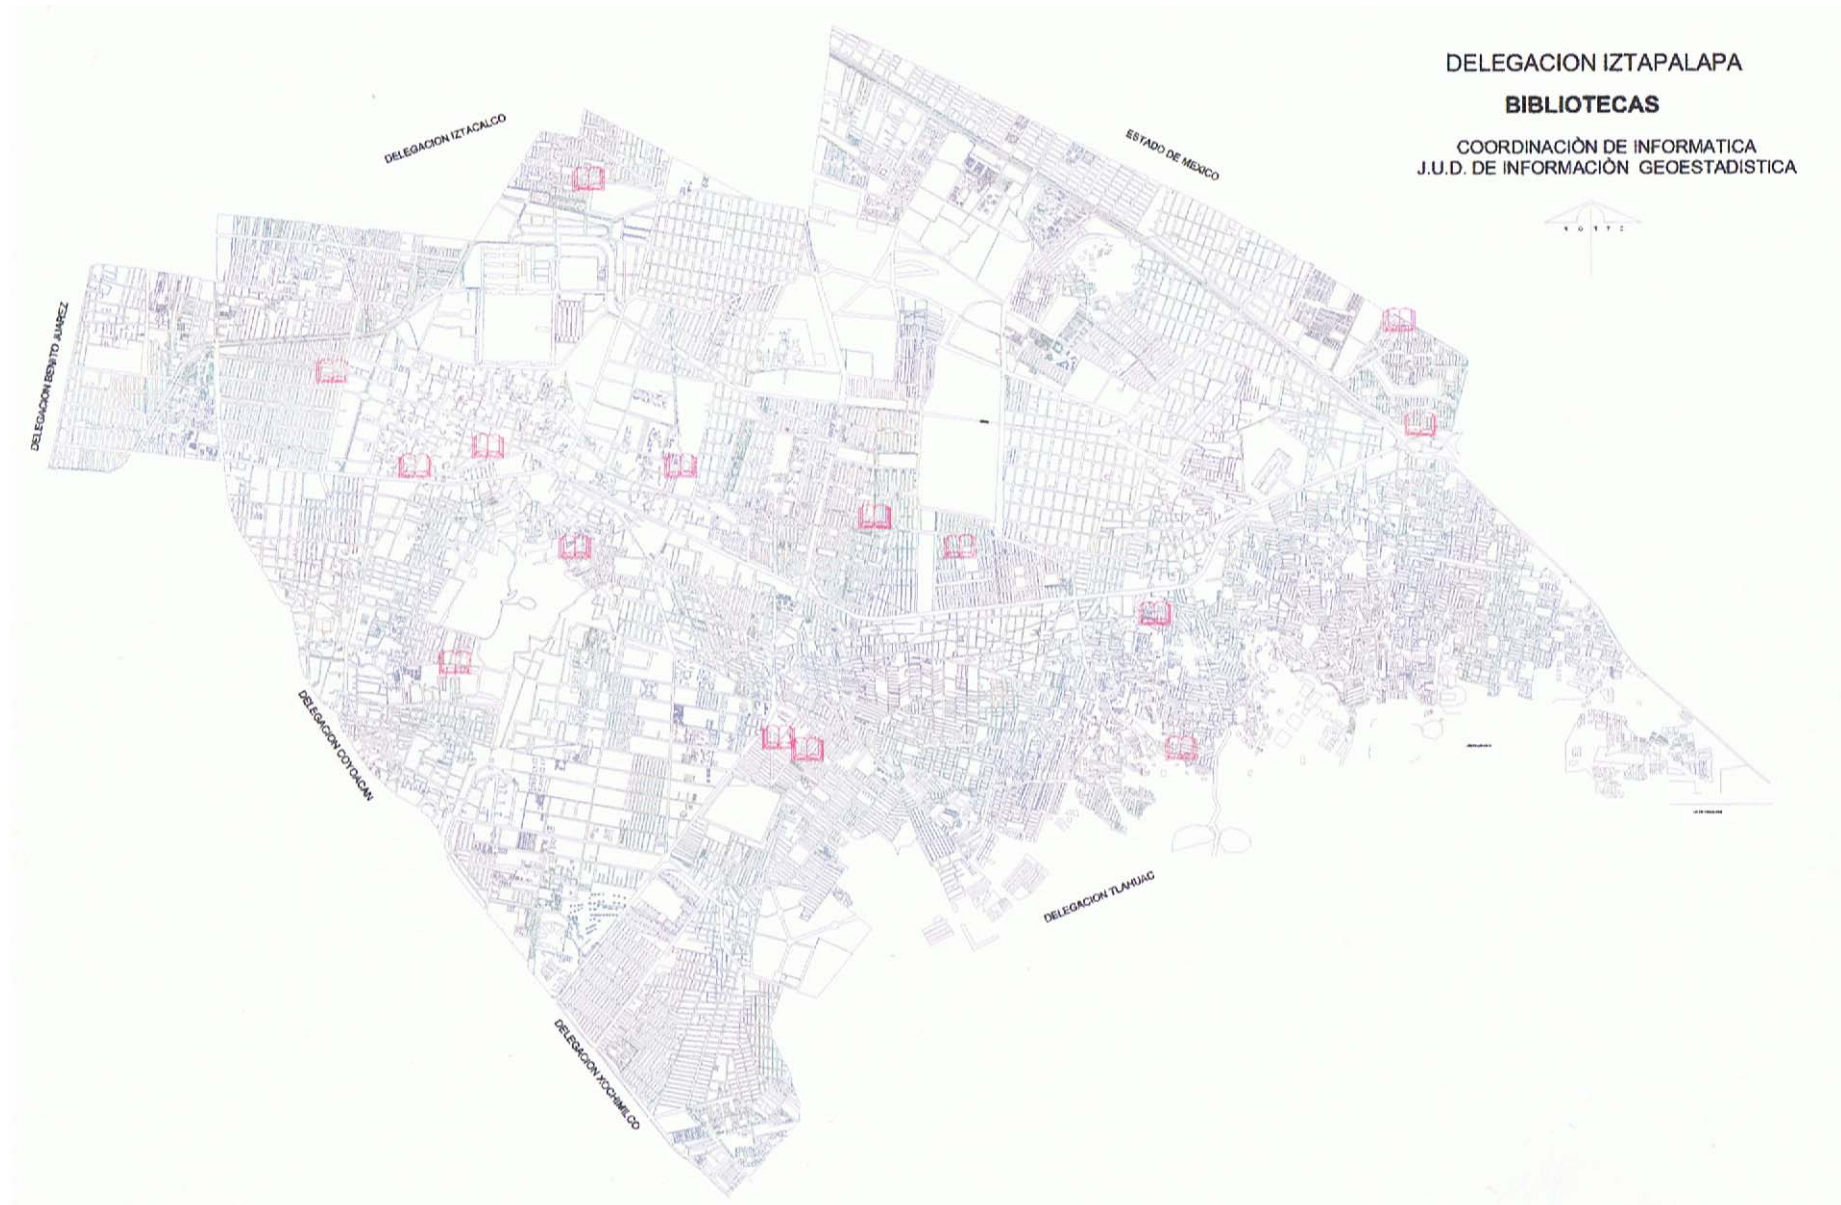 DELEGACION IZTAPALAPA
BIBLIOTECAS
COORDINACIÒN DE INFORMATICA
J.U.D. DE INFORMACIÒN GEOESTADISTICA
DELEGACION IZTACALCO
ESTADO DE MEXICO
N O R T E
DELEGACION BENITO JUAREZ
DELEGACION COYOACAN
DELEGACION TLAHUAC
DELEGACION XOCHIMILCO